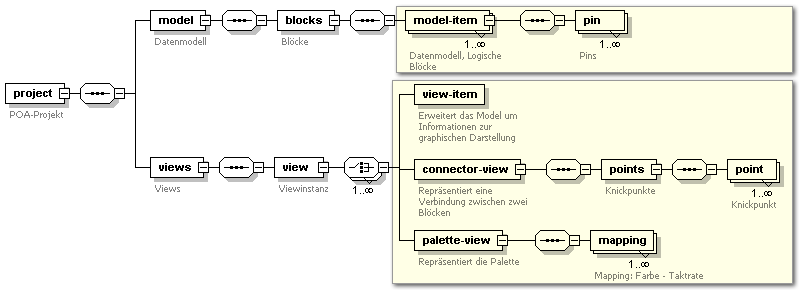 model
Datenmodell
blocks
Blöcke
model-item
1..∞
Datenmodell, Logische
Blöcke
pin
1..∞
Pins
project
POA-Projekt
view-item
Erweitert das Model um
Informationen zur
graphischen Darstellung
views
Views
view
Viewinstanz
1..∞
connector-view
Repräsentiert eine
Verbindung zwischen zwei
Blöcken
points
Knickpunkte
point
1..∞
Knickpunkt
palette-view
Repräsentiert die Palette
mapping
1..∞
Mapping: Farbe - Taktrate